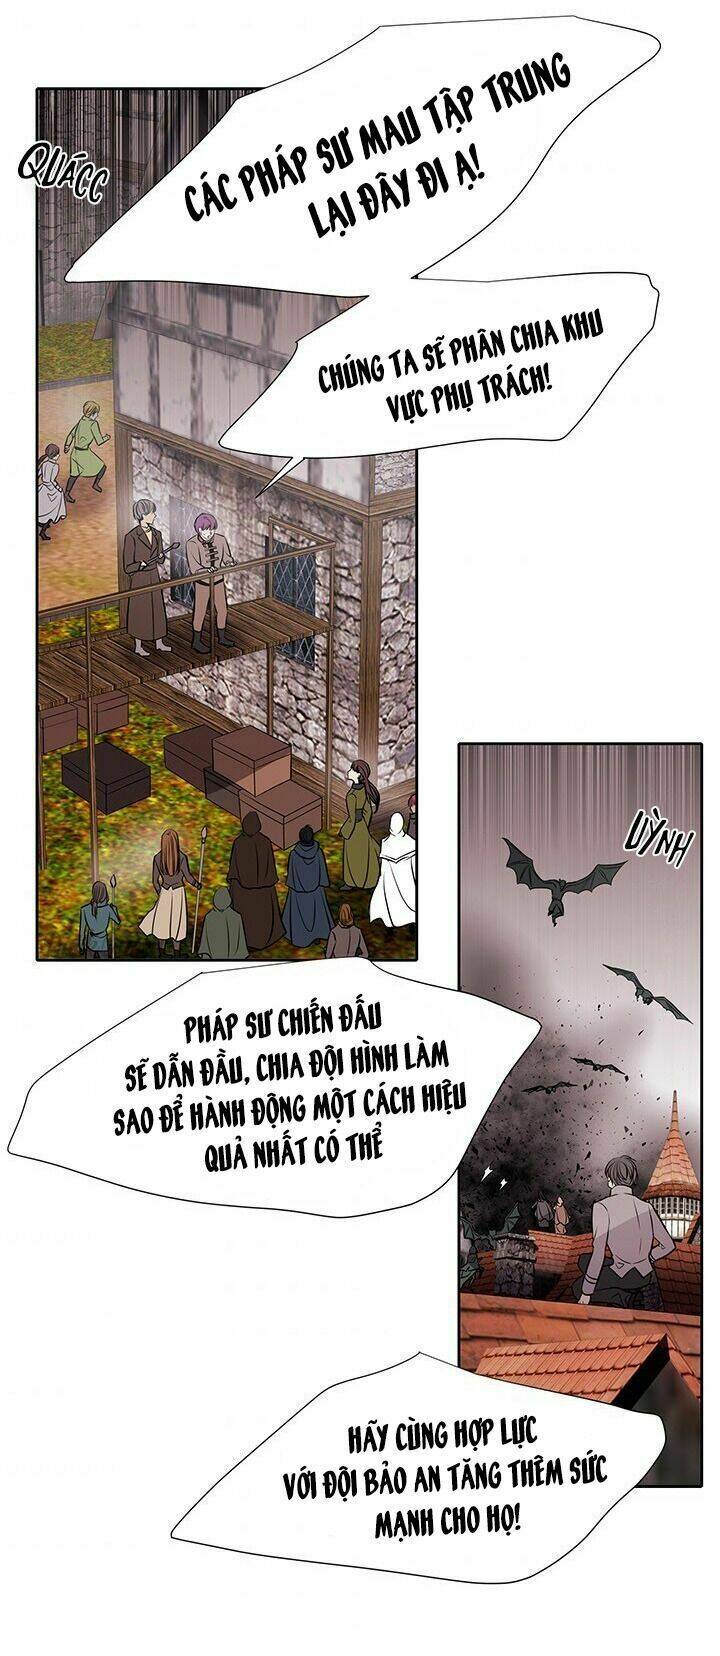 CÁC PHÁP SƯ MAU TẬP TRUNG
LẠI ĐÂY ĐI Ạ!
QUÁCC
CHÚNG TA SẼ PHÂN CHIA KHU
VỰC PHỤ TRÁCH!
UỲNH
PHÁP SƯ CHIẾN ĐẤU
SẼ DẪN ĐẦU, CHIA ĐỘI HÌNH LÀM
SAO ĐỂ HÀNH ĐỘNG MỘT CÁCH HIỆU
QUẢ NHẤT CÓ THỂ
HÃY CÙNG HỢP LỰC
VỚI ĐỘI BẢO AN TĂNG THÊM SỨC
MẠNH CHO HỌ!